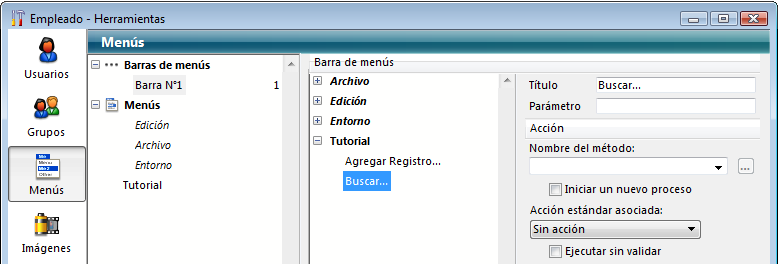 Empleado - Herramientas
Usuarios
Grupos
Menús
Imágenes
Menús
Barras de menús
Barra N°1 1
Menús
Edición
Archivo
Entorno
Tutorial
Barra de menús
Archivo
Edición
Entorno
Tutorial
Agregar Registro...
Buscar...
Título Buscar...
Parámetro
Acción
Nombre del método:
...
Iniciar un nuevo proceso
Acción estándar asociada:
Sin acción
Ejecutar sin validar